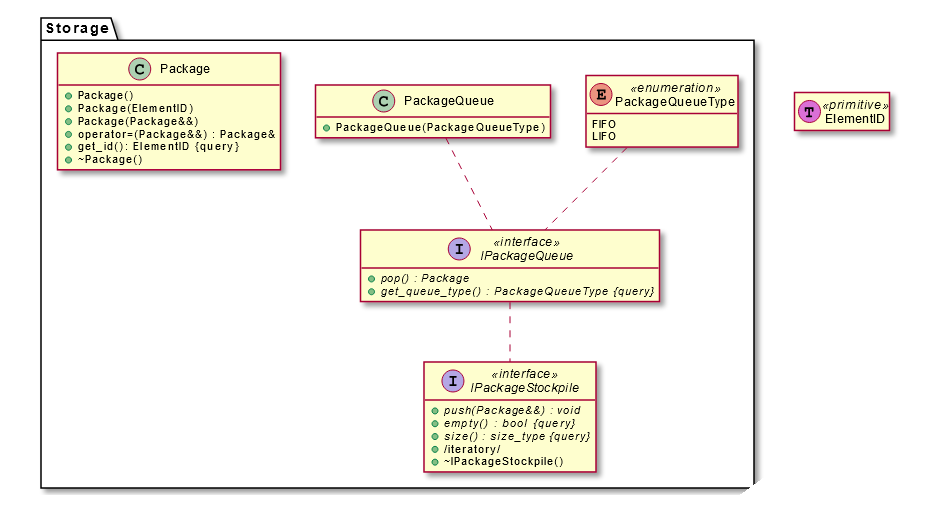 Storage
C Package
Package()
Package(ElementID)
Package(Package&&)
operator=(Package&&) : Package&
get_id(): ElementID {query}
~Package()
C PackageQueue
PackageQueue(PackageQueueType)
E «enumeration»
PackageQueueType
FIFO
LIFO
T «primitive»
ElementID
I «interface»
IPackageQueue
pop() : Package
get_queue_type() : PackageQueueType {query}
I «interface»
IPackageStockpile
push(Package&&) : void
empty() : bool {query}
size() : size_type {query}
/iteratory/
~IPackageStockpile()